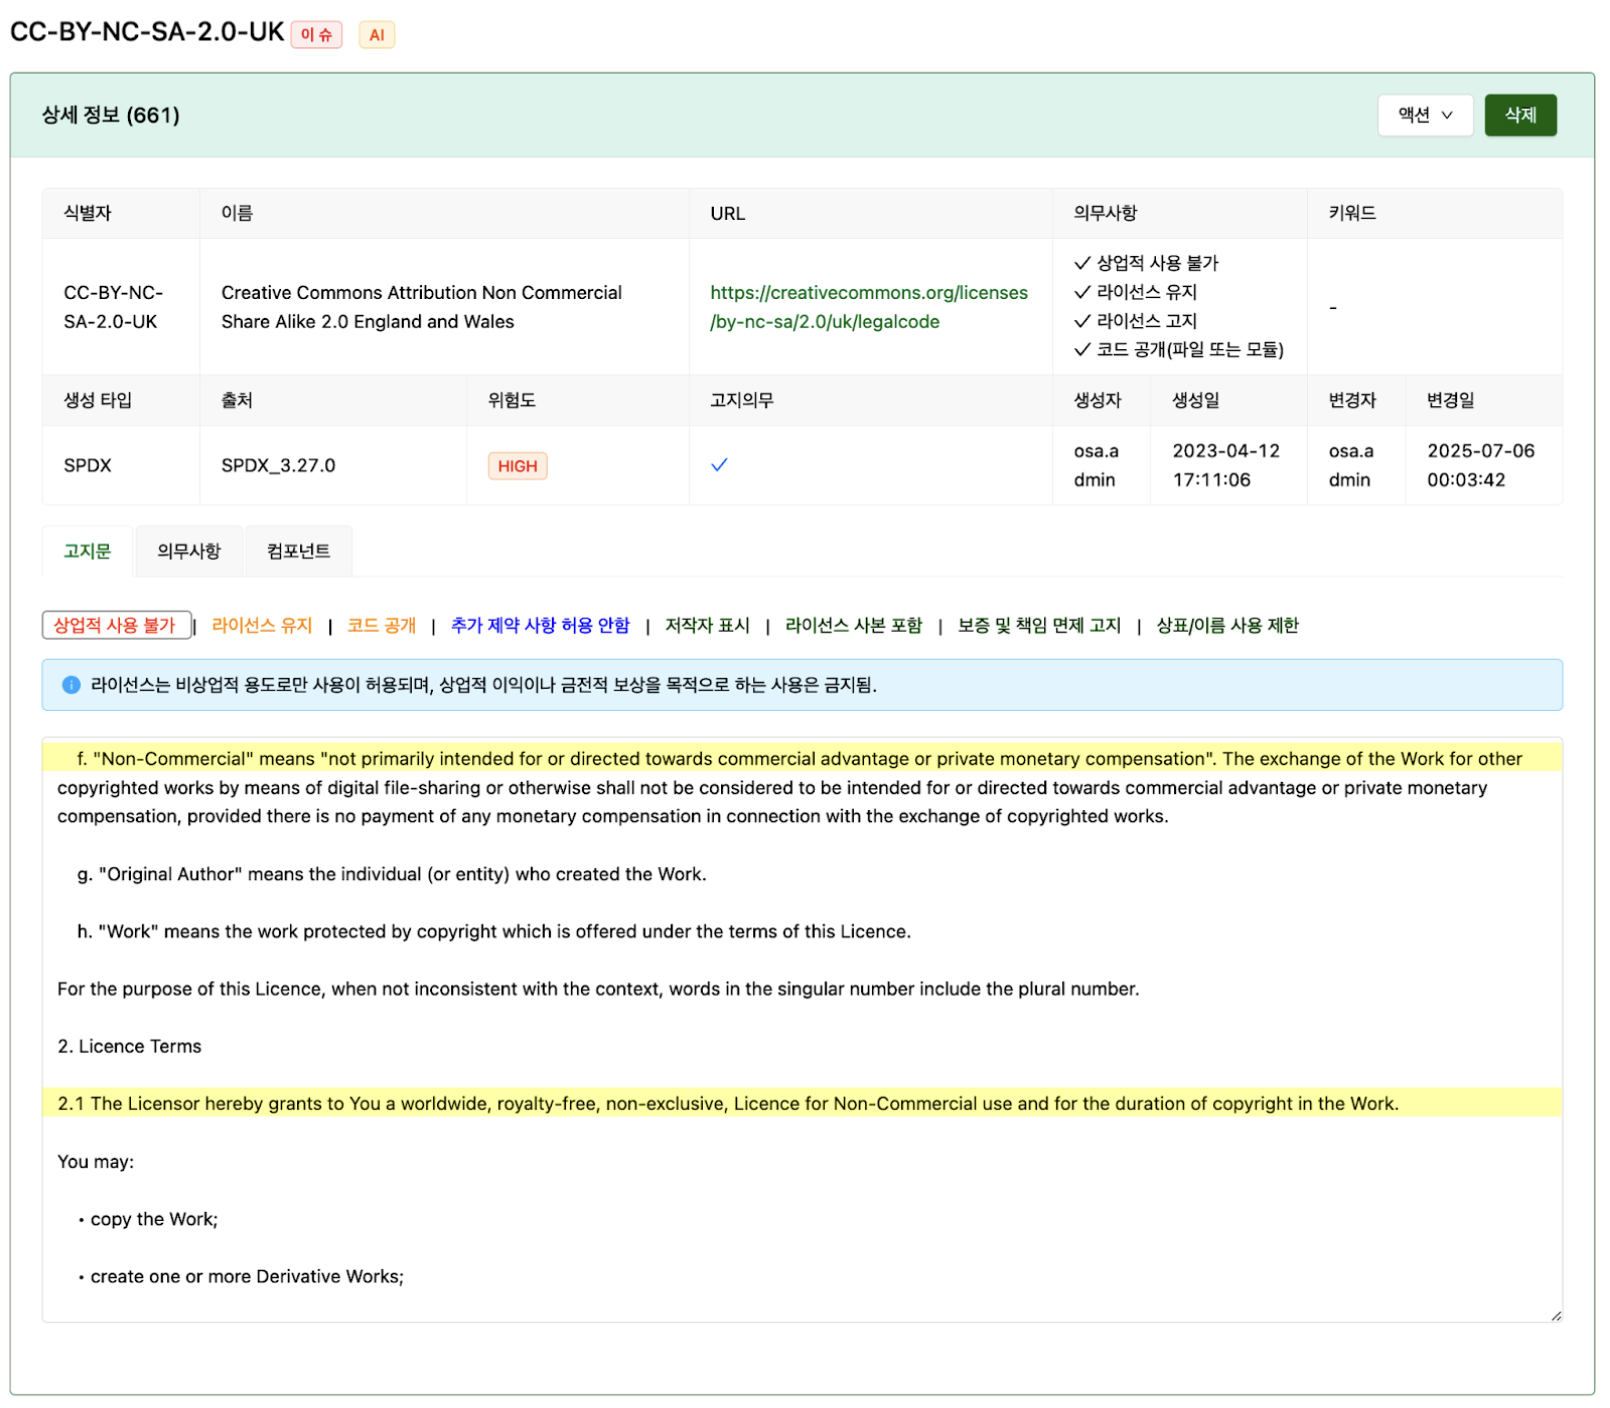 CC-BY-NC-SA-2.0-UK 이슈 AI
상세 정보 (661) 액션 삭제
식별자 이름 URL 의무사항 키워드
CC-BY-NC-
SA-2.0-UK
Creative Commons Attribution Non Commercial
Share Alike 2.0 England and Wales
https://creativecommons.org/licenses
/by-nc-sa/2.0/uk/legalcode
✓ 상업적 사용 불가
✓ 라이선스 유지
✓ 라이선스 고지
✓ 코드 공개(파일 또는 모듈)
-
생성 타입 출처 위험도 고지의무 생성자 생성일 변경자 변경일
SPDX SPDX_3.27.0 HIGH ✓
osa.a
dmin
2023-04-12
17:11:06
osa.a
dmin
2025-07-06
00:03:42
고지문 의무사항 컴포넌트
상업적 사용 불가 | 라이선스 유지 | 코드 공개 | 추가 제약 사항 허용 안함 | 저작자 표시 | 라이선스 사본 포함 | 보증 및 책임 면제 고지 | 상표/이름 사용 제한
라이선스는 비상업적 용도로만 사용이 허용되며, 상업적 이익이나 금전적 보상을 목적으로 하는 사용은 금지됨.
f. "Non-Commercial" means "not primarily intended for or directed towards commercial advantage or private monetary compensation". The exchange of the Work for other
copyrighted works by means of digital file-sharing or otherwise shall not be considered to be intended for or directed towards commercial advantage or private monetary
compensation, provided there is no payment of any monetary compensation in connection with the exchange of copyrighted works.
g. "Original Author" means the individual (or entity) who created the Work.
h. "Work" means the work protected by copyright which is offered under the terms of this Licence.
For the purpose of this Licence, when not inconsistent with the context, words in the singular number include the plural number.
2. Licence Terms
2.1 The Licensor hereby grants to You a worldwide, royalty-free, non-exclusive, Licence for Non-Commercial use and for the duration of copyright in the Work.
You may:
• copy the Work;
• create one or more Derivative Works;